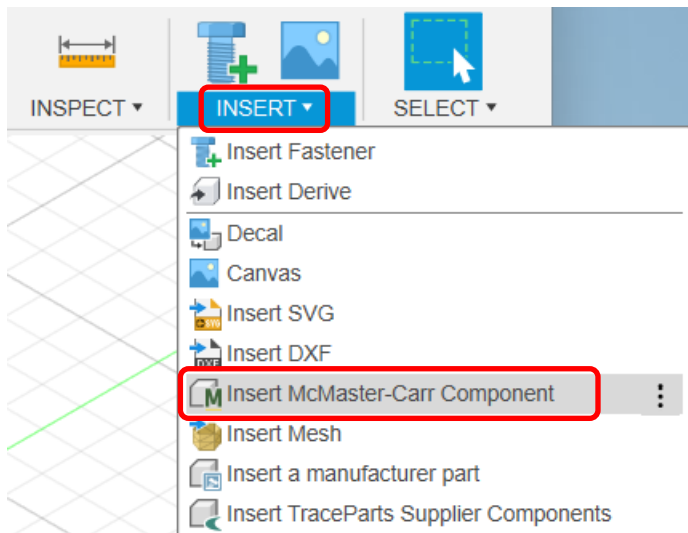 INSPECT ▾ INSERT ▾ SELECT ▾
Insert Fastener
Insert Derive
Decal
Canvas
Insert SVG
Insert DXF
Insert McMaster-Carr Component
Insert Mesh
Insert a manufacturer part
Insert TraceParts Supplier Components